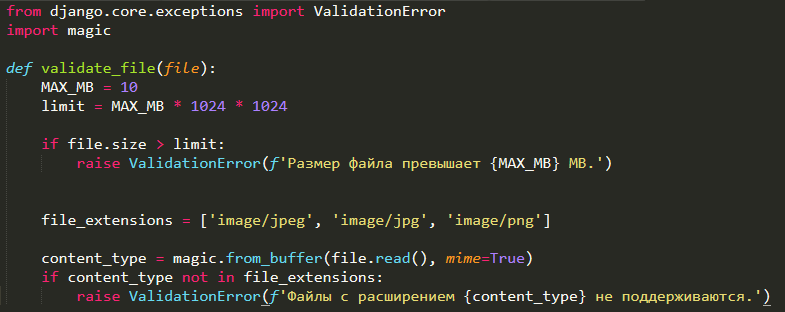 from django.core.exceptions import ValidationError
import magic

def validate_file(file):
    MAX_MB = 10
    limit = MAX_MB * 1024 * 1024

    if file.size > limit:
        raise ValidationError(f'Размер файла превышает {MAX_MB} MB.')


    file_extensions = ['image/jpeg', 'image/jpg', 'image/png']

    content_type = magic.from_buffer(file.read(), mime=True)
    if content_type not in file_extensions:
        raise ValidationError(f'Файлы с расширением {content_type} не поддерживаются.')